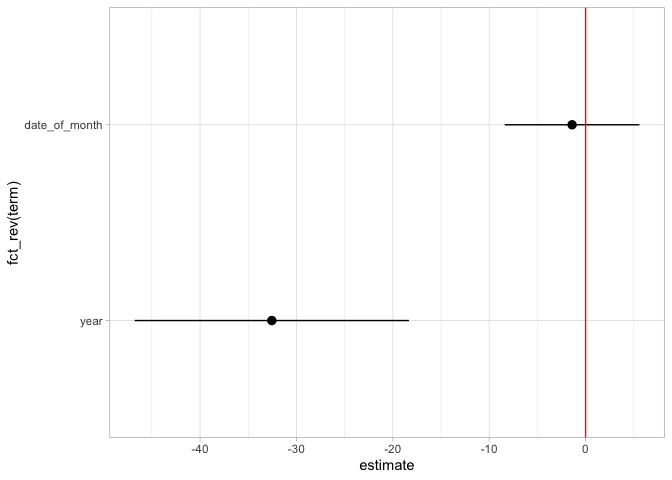 date_of_month
year
fct_rev(term)
-40 -30 -20 -10 0
estimate